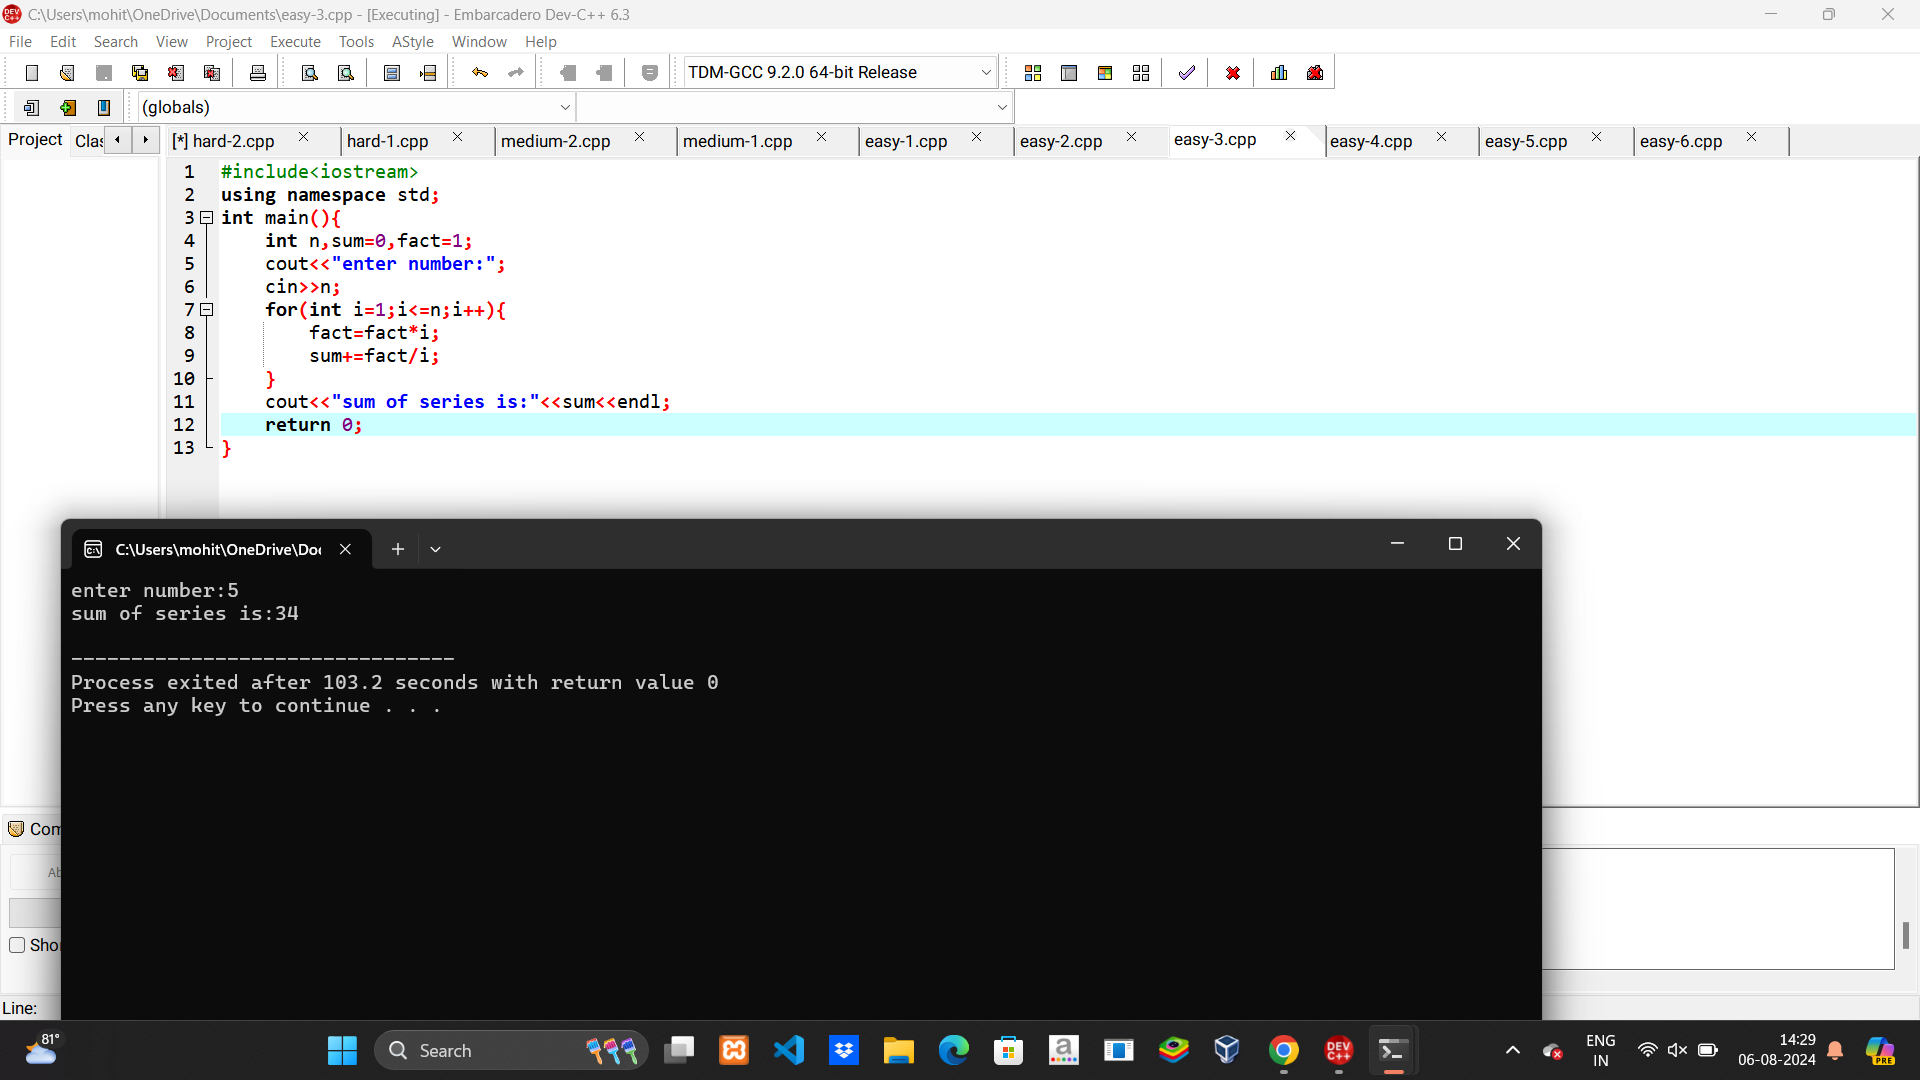 C:\Users\mohit\OneDrive\Documents\easy-3.cpp - [Executing] - Embarcadero Dev-C++ 6.3
File Edit Search View Project Execute Tools AStyle Window Help
TDM-GCC 9.2.0 64-bit Release
(globals)
Project Clas [*] hard-2.cpp hard-1.cpp medium-2.cpp medium-1.cpp easy-1.cpp easy-2.cpp easy-3.cpp easy-4.cpp easy-5.cpp easy-6.cpp
1 #include<iostream>
2 using namespace std;
3 int main(){
4 int n,sum=0,fact=1;
5 cout<<"enter number:";
6 cin>>n;
7 for(int i=1;i<=n;i++){
8 fact=fact*i;
9 sum+=fact/i;
10 }
11 cout<<"sum of series is:"<<sum<<endl;
12 return 0;
13 }
C:\Users\mohit\OneDrive\Do
enter number:5
sum of series is:34
--------------------------------
Process exited after 103.2 seconds with return value 0
Press any key to continue . . .
Com
Ab
Sho
Line:
81°
Search
DEV C++
ENG
IN
14:29
06-08-2024
PRE